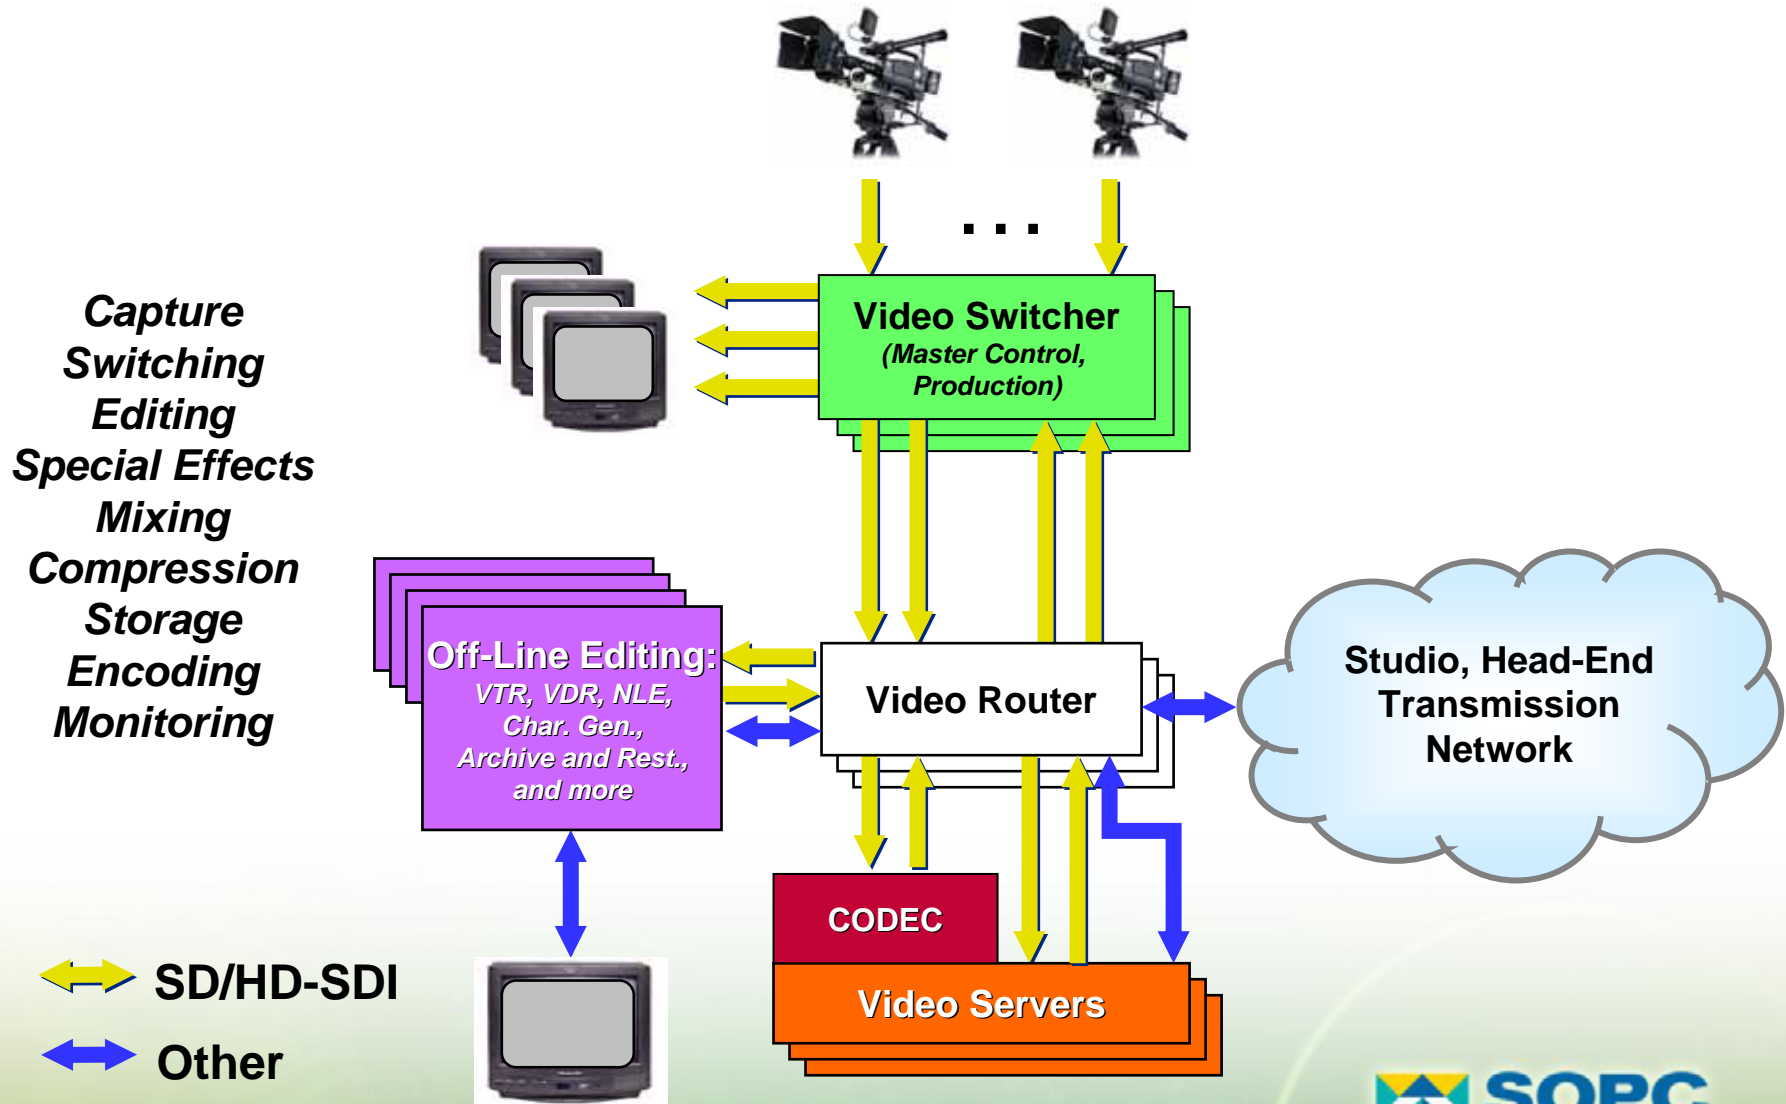 . . .
Capture
Switching
Editing
Special Effects
Mixing
Compression
Storage
Encoding
Monitoring
Video Switcher
(Master Control,
Production)
Off-Line Editing:
VTR, VDR, NLE,
Char. Gen.,
Archive and Rest.,
and more
Video Router
Studio, Head-End
Transmission
Network
CODEC
Video Servers
SD/HD-SDI
Other
SOPC